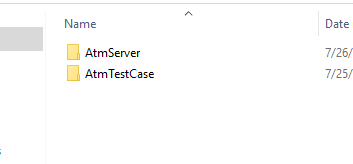 Name Date
AtmServer 7/26/
AtmTestCase 7/25/